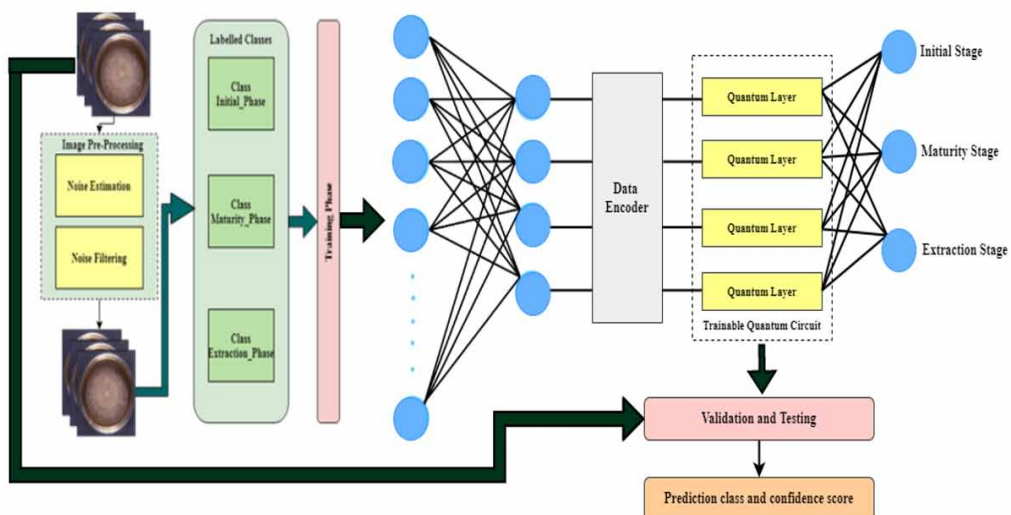 Image Pre-Processing
Noise Estimation
Noise Filtering
Labelled Classes
Class
Initial_Phase
Class
Maturity_Phase
Class
Extraction_Phase
Training Phase
Data
Encoder
Quantum Layer
Quantum Layer
Quantum Layer
Quantum Layer
Trainable Quantum Circuit
Initial Stage
Maturity Stage
Extraction Stage
Validation and Testing
Prediction class and confidence score